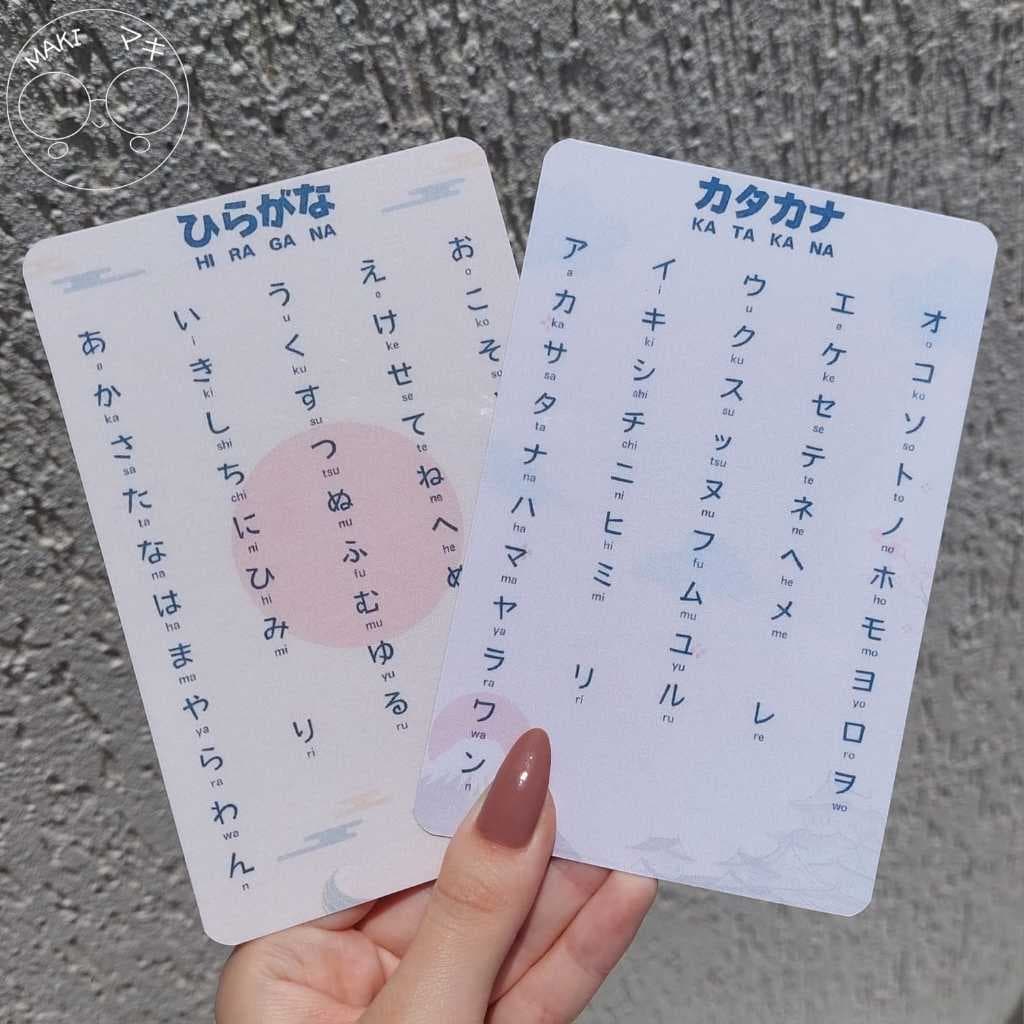 MAKI マキ
ひらがな
HI RA GA NA
あ い う え お
a i u e o
か き く け こ
ka ki ku ke ko
さ し す せ そ
sa shi su se so
た ち つ て
ta chi tsu te
な に ぬ ね
na ni nu ne
は ひ ふ へ
ha hi fu he
ま み む
ma mi mu
や ゆ
ya yu
ら り る
ra ri ru
わ
wa
ん
n
カタカナ
KA TA KA NA
ア イ ウ エ オ
a i u e o
カ キ ク ケ コ
ka ki ku ke ko
サ シ ス セ ソ
sa shi su se so
タ チ ツ テ ト
ta chi tsu te to
ナ ニ ヌ ネ ノ
na ni nu ne no
ハ ヒ フ ヘ ホ
ha hi fu he ho
マ ミ ム メ モ
ma mi mu me mo
ヤ ユ ヨ
ya yu yo
ラ リ ル レ ロ
ra ri ru re ro
ワ ヲ
wa wo
ン
n